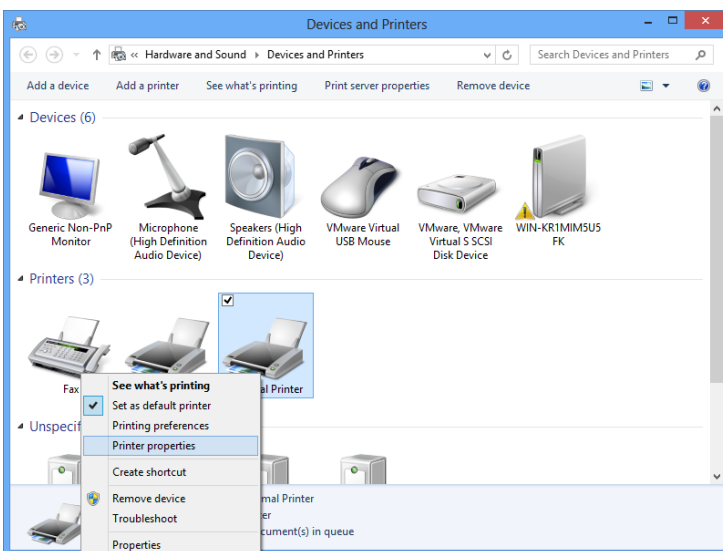 Devices and Printers
« Hardware and Sound ▸ Devices and Printers
Search Devices and Printers
Add a device Add a printer See what's printing Print server properties Remove device
Devices (6)
Generic Non-PnP Monitor
Microphone (High Definition Audio Device)
Speakers (High Definition Audio Device)
VMware Virtual USB Mouse
VMware, VMware Virtual S SCSI Disk Device
WIN-KR1MIM5U5FK
Printers (3)
Fax
al Printer
See what's printing
Set as default printer
Printing preferences
Printer properties
Create shortcut
Remove device
Troubleshoot
Properties
Unspecif
mal Printer
er
cument(s) in queue